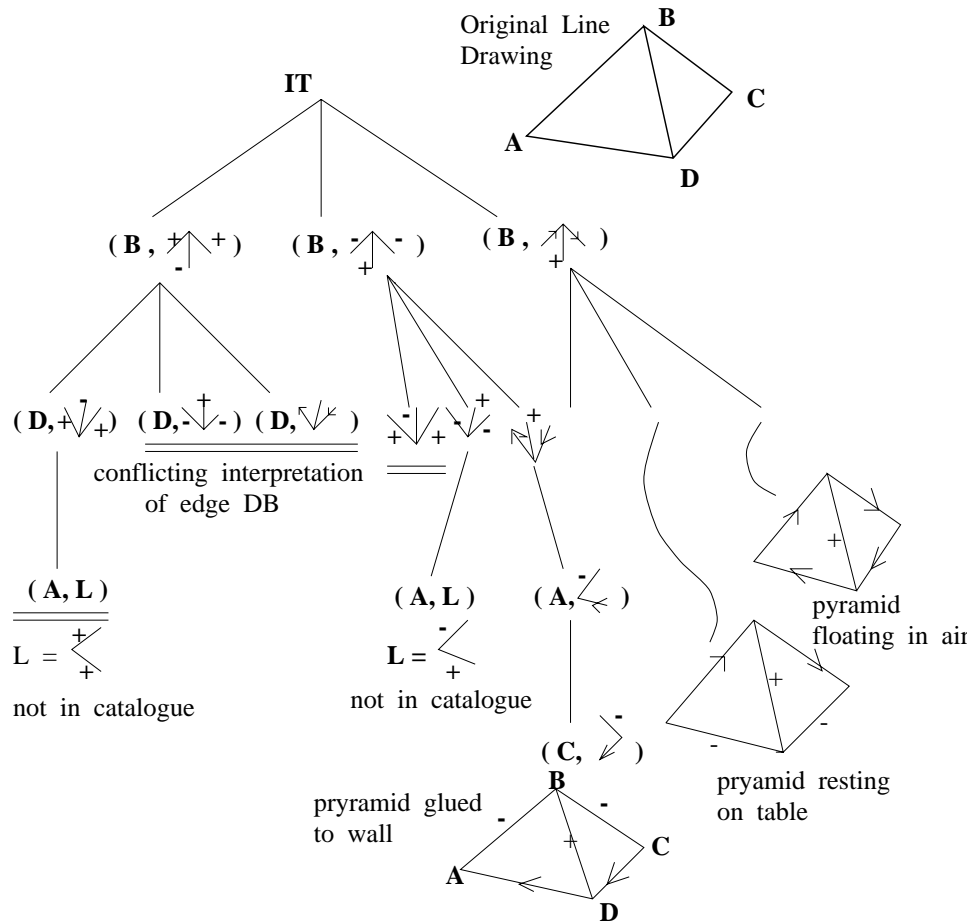 Original Line
Drawing
B
IT
C
A
D
( B , + + )
-
( B , - - )
+
( B , )
+
( D, + - + )
( D, - + - )
( D, )
- + +
+ - -
+
conflicting interpretation
of edge DB
( A, L )
L = + +
not in catalogue
( A, L )
L = - +
not in catalogue
( A, - )
+
pyramid
floating in air
+
- -
pryamid resting
on table
( C, - )
pryramid glued
to wall
B
- -
+
C
A
D